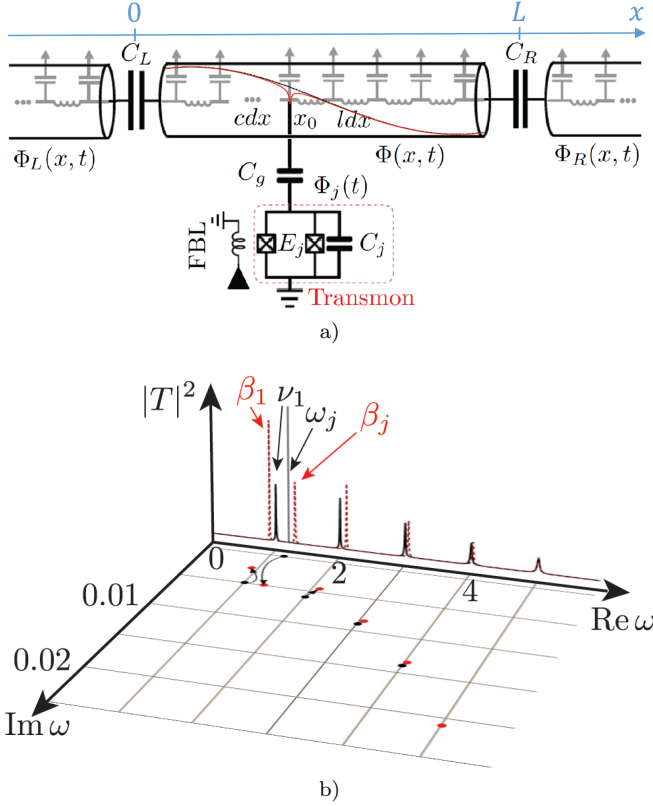 0 L x
C_L C_R
cdx x_0 ldx
Φ_L(x, t) Φ(x, t) Φ_R(x, t)
C_g Φ_j(t)
FBL E_j C_j
Transmon
a)
|T|^2 β_1 ν_1 ω_j β_j
0 2 4 Re ω
0.01
0.02
Im ω
b)